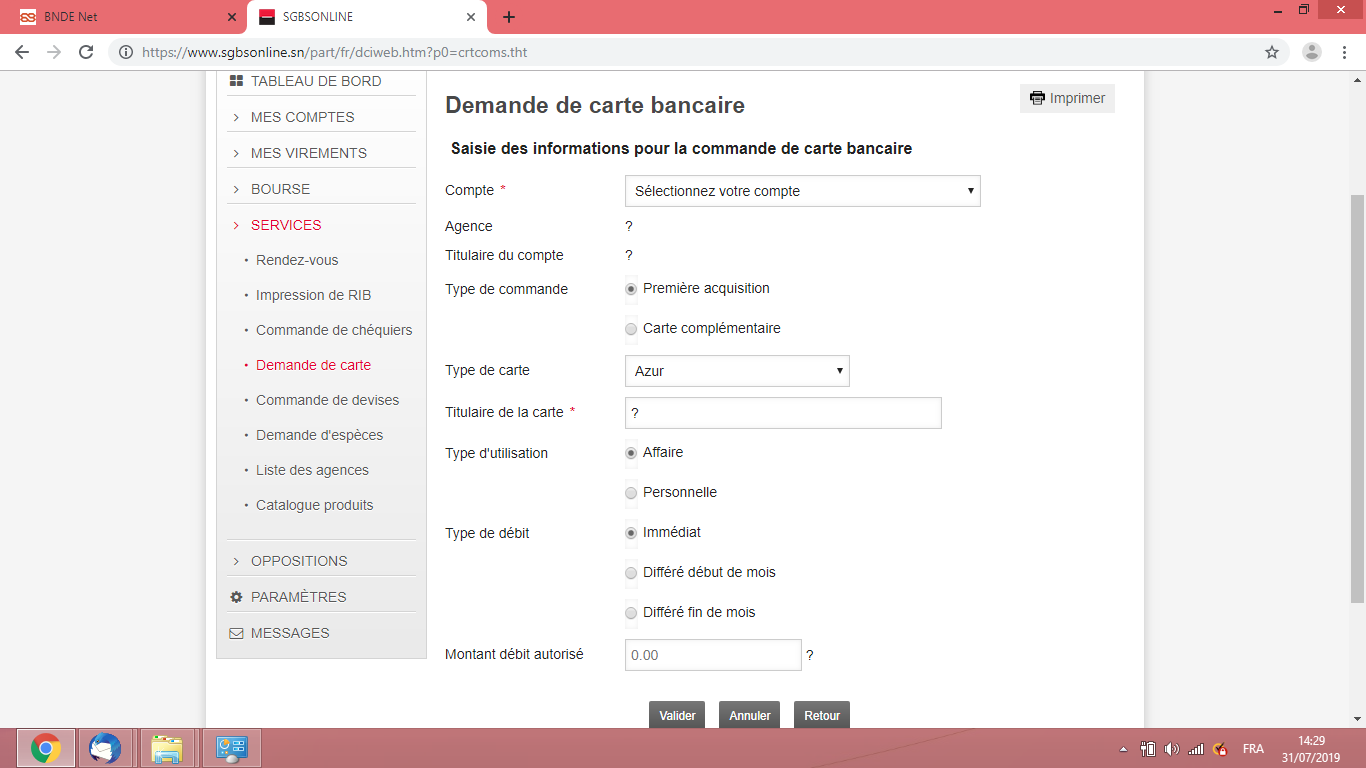 BNDE Net
SGBSONLINE
https://www.sgbsonline.sn/part/fr/dciweb.htm?p0=crtcoms.tht
TABLEAU DE BORD
MES COMPTES
MES VIREMENTS
BOURSE
SERVICES
• Rendez-vous
• Impression de RIB
• Commande de chéquiers
• Demande de carte
• Commande de devises
• Demande d'espèces
• Liste des agences
• Catalogue produits
OPPOSITIONS
PARAMÈTRES
MESSAGES
Demande de carte bancaire
Imprimer
Saisie des informations pour la commande de carte bancaire
Compte * Sélectionnez votre compte
Agence ?
Titulaire du compte ?
Type de commande Première acquisition
Carte complémentaire
Type de carte Azur
Titulaire de la carte * ?
Type d'utilisation Affaire
Personnelle
Type de débit Immédiat
Différé début de mois
Différé fin de mois
Montant débit autorisé 0.00 ?
Valider Annuler Retour
FRA
14:29
31/07/2019